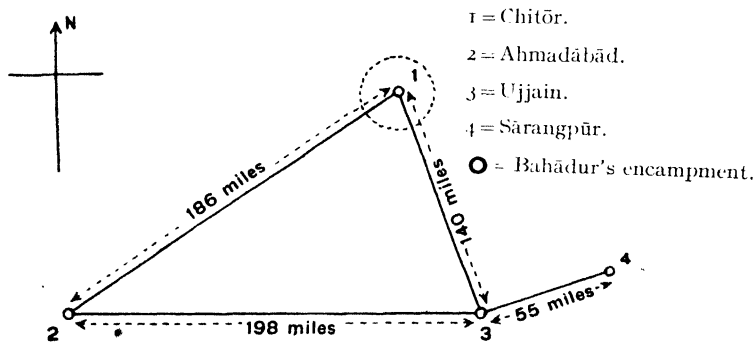 N
1 = Chitōr.
2 = Ahmadābād.
3 = Ujjain.
4 = Sārangpūr.
O = Bahādur's encampment.
1
186 miles
140 miles
4
55 miles
2
198 miles
3